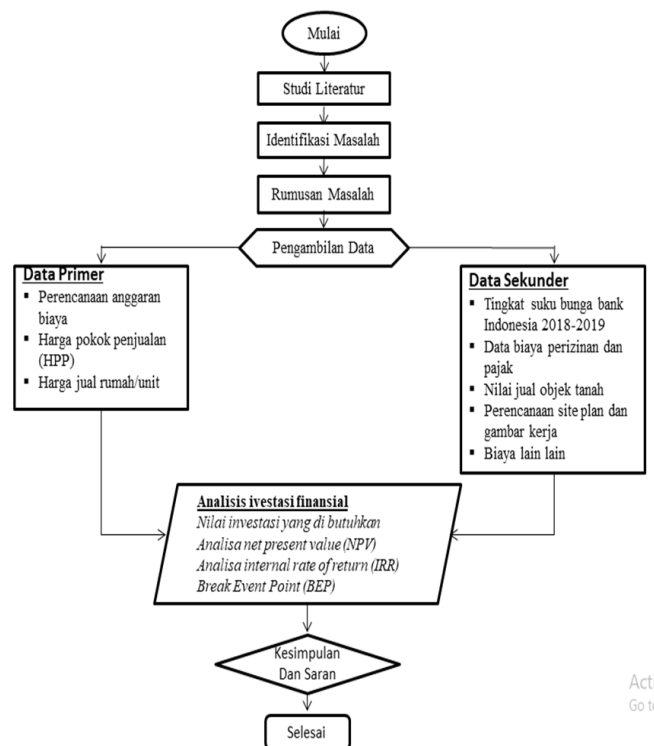 Mulai
Studi Literatur
Identifikasi Masalah
Rumusan Masalah
Pengambilan Data
Data Primer
▪ Perencanaan anggaran
biaya
▪ Harga pokok penjualan
(HPP)
▪ Harga jual rumah/unit
Data Sekunder
▪ Tingkat suku bunga bank
Indonesia 2018-2019
▪ Data biaya perizinan dan
pajak
▪ Nilai jual objek tanah
▪ Perencanaan site plan dan
gambar kerja
▪ Biaya lain lain
Analisis ivestasi finansial
Nilai investasi yang di butuhkan
Analisa net present value (NPV)
Analisa internal rate of return (IRR)
Break Event Point (BEP)
Kesimpulan
Dan Saran
Selesai
Go